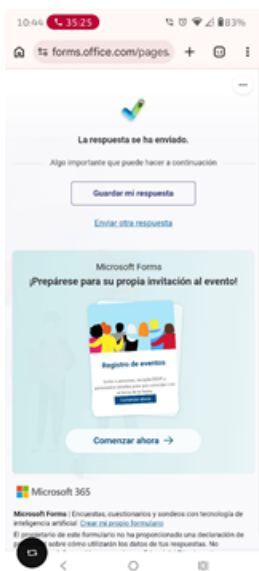 10:44 35:25 83%
forms.office.com/pages.
La respuesta se ha enviado.
Algo importante que puede hacer a continuación
Guardar mi respuesta
Enviar otra respuesta
Microsoft Forms
¡Prepárese para su propia invitación al evento!
Registro de eventos
Comenzar ahora
Comenzar ahora →
Microsoft 365
Microsoft Forms | Encuestas, cuestionarios y sondeos con tecnología de
inteligencia artificial Crear mi propio formulario
El propietario de este formulario no ha proporcionado una declaración de
sobre cómo utilizarán los datos de tus respuestas. No